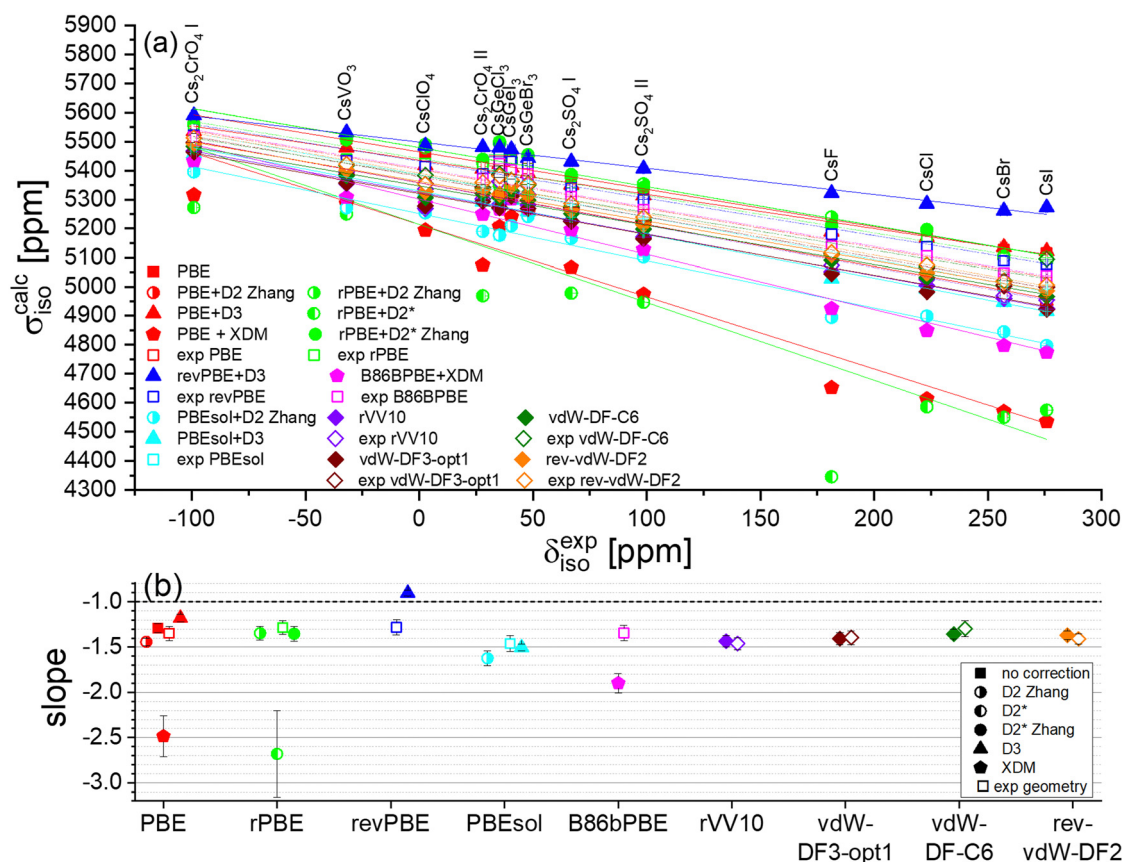 (a)
5900
5800
5700
5600
5500
5400
5300
5200
5100
5000
4900
4800
4700
4600
4500
4400
4300
σ_iso^calc [ppm]
Cs₂CrO₄ I
CsVO₃
CsClO₄
Cs₂CrO₄ II
CsGeCl₃
CsGeI₃
CsGeBr₃
Cs₂SO₄ I
Cs₂SO₄ II
CsF
CsCl
CsBr
CsI
PBE
PBE+D2 Zhang
PBE+D3
PBE + XDM
exp PBE
revPBE+D3
exp revPBE
PBEsol+D2 Zhang
PBEsol+D3
exp PBEsol
rPBE+D2 Zhang
rPBE+D2*
rPBE+D2* Zhang
exp rPBE
B86BPBE+XDM
exp B86BPBE
rVV10
exp rVV10
vdW-DF3-opt1
exp vdW-DF3-opt1
vdW-DF-C6
exp vdW-DF-C6
rev-vdW-DF2
exp rev-vdW-DF2
-100 -50 0 50 100 150 200 250 300
δ_iso^exp [ppm]
(b)
-1.0
-1.5
-2.0
-2.5
-3.0
slope
no correction
D2 Zhang
D2*
D2* Zhang
D3
XDM
exp geometry
PBE rPBE revPBE PBEsol B86bPBE rVV10 vdW- vdW- rev-
DF3-opt1 DF-C6 vdW-DF2